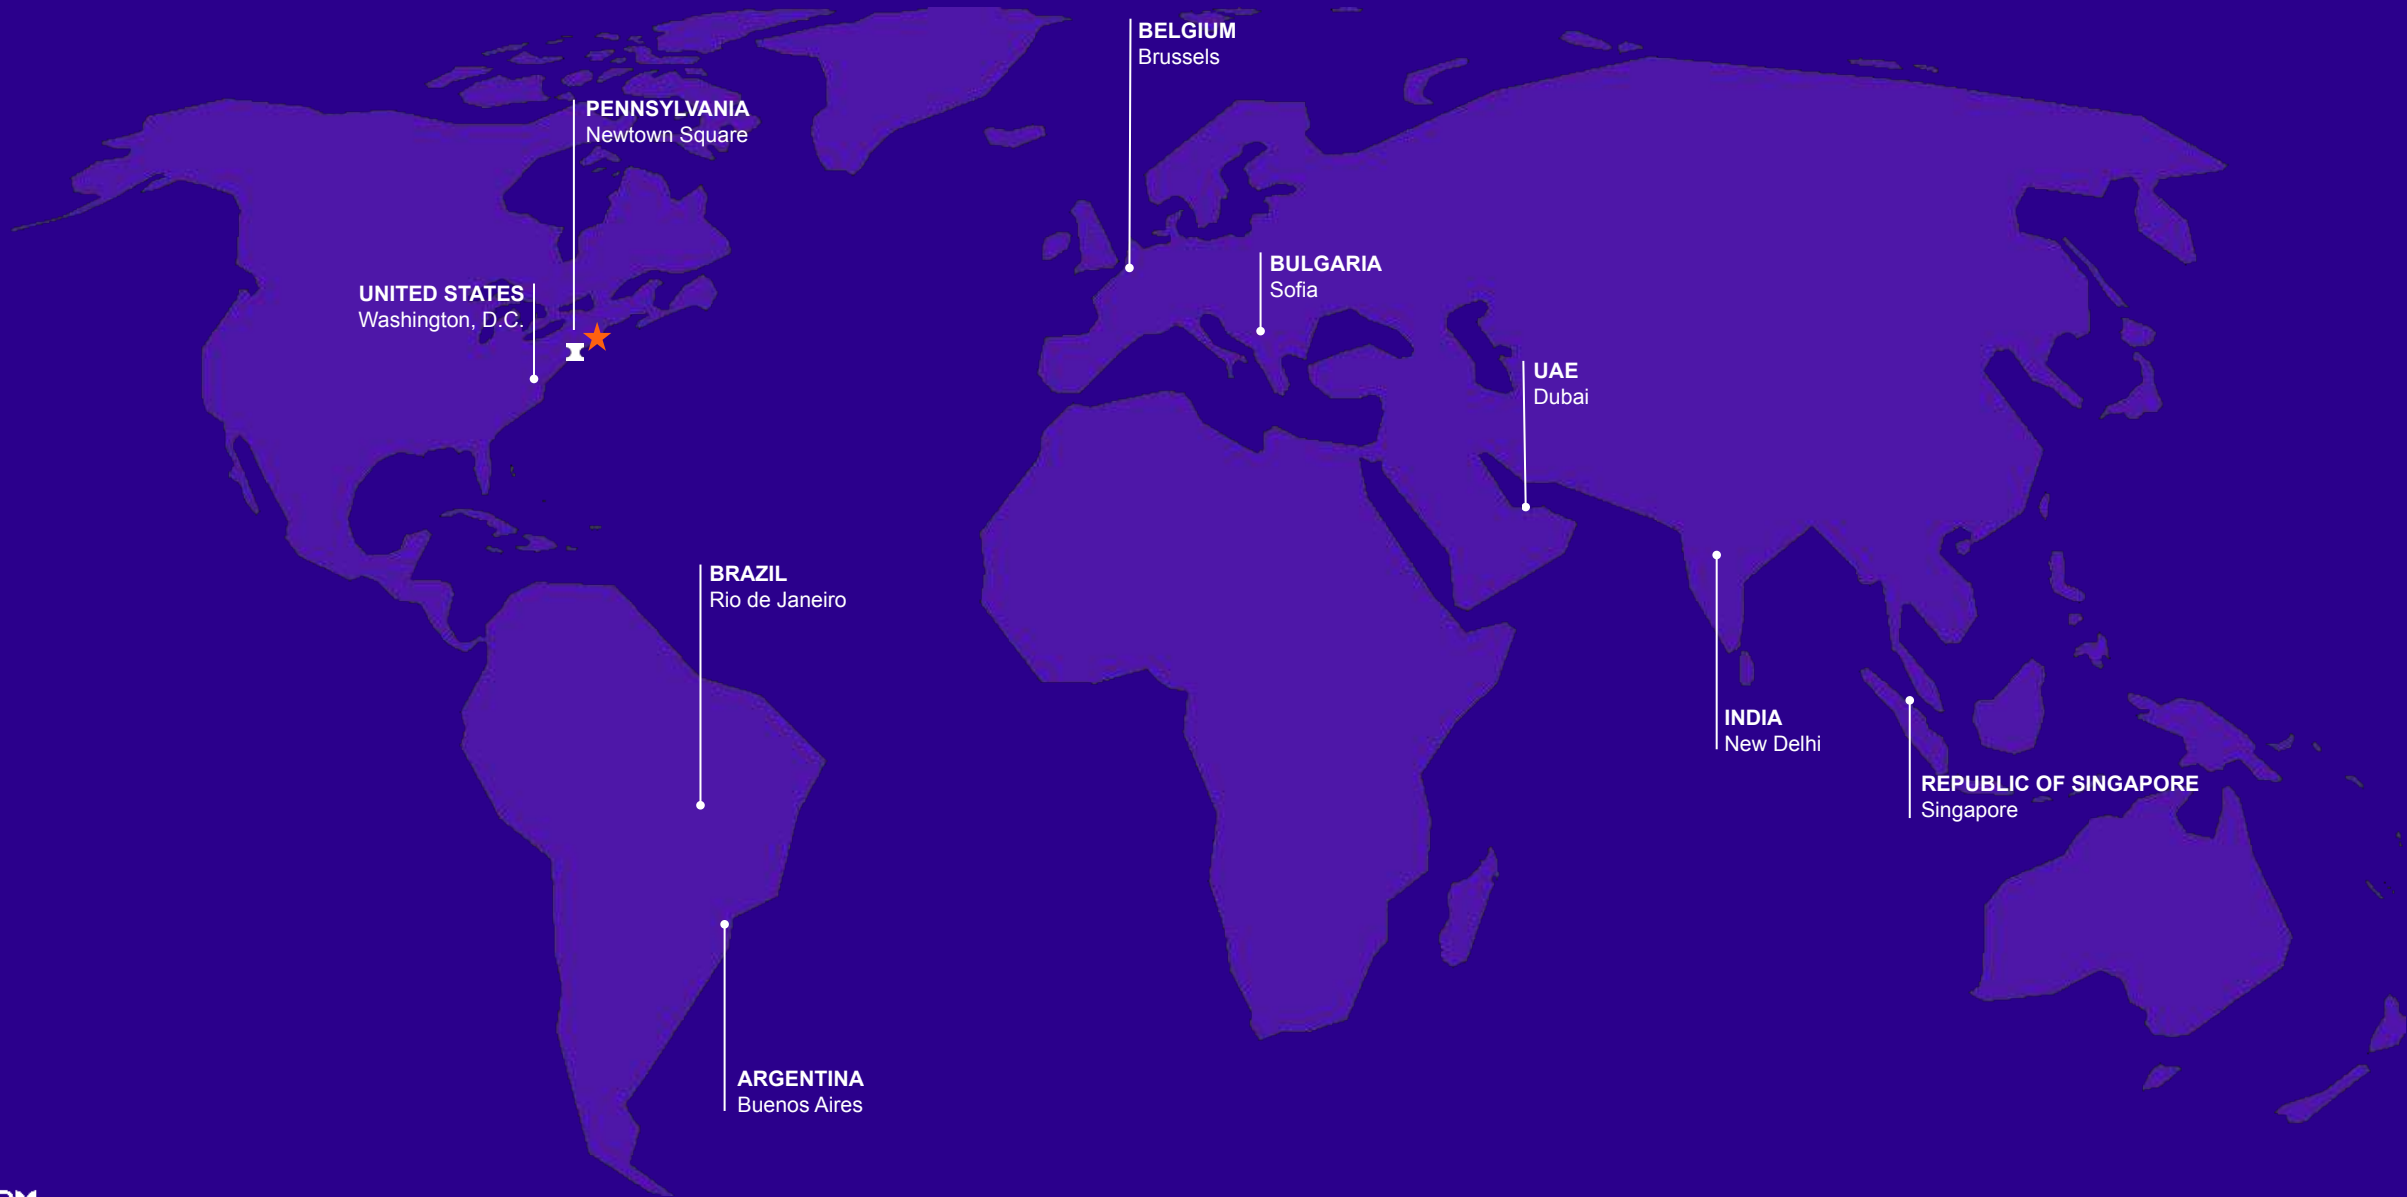 BELGIUM
Brussels
PENNSYLVANIA
Newtown Square
BULGARIA
Sofia
UNITED STATES
Washington, D.C.
UAE
Dubai
BRAZIL
Rio de Janeiro
INDIA
New Delhi
REPUBLIC OF SINGAPORE
Singapore
ARGENTINA
Buenos Aires